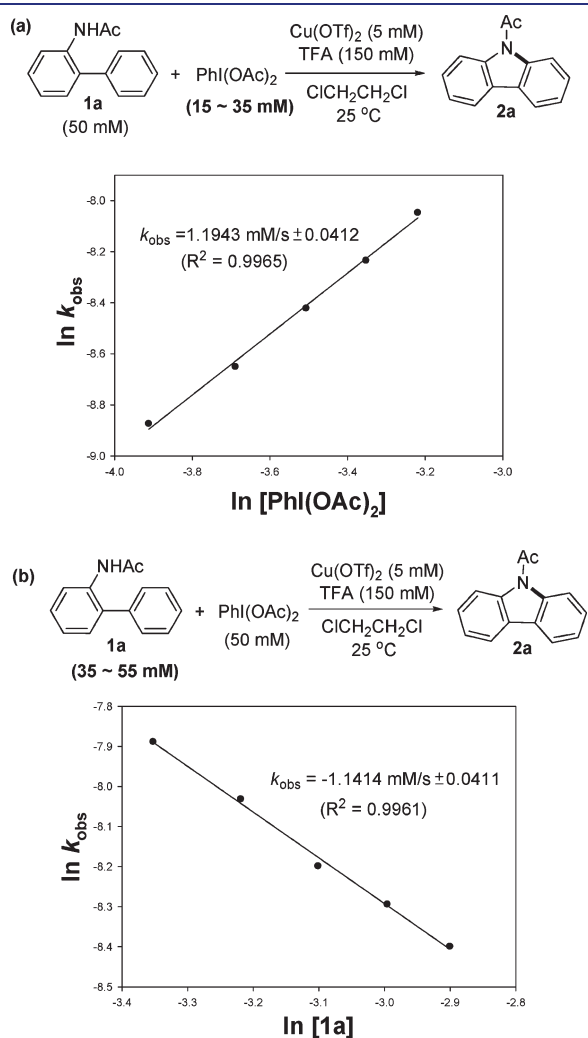 (a)
NHAc
1a
(50 mM)
+
PhI(OAc)2
(15 ~ 35 mM)
Cu(OTf)2 (5 mM)
TFA (150 mM)
ClCH2CH2Cl
25 °C
Ac
N
2a
kobs =1.1943 mM/s ± 0.0412
(R2 = 0.9965)
ln kobs
-8.0
-8.2
-8.4
-8.6
-8.8
-9.0
-4.0 -3.8 -3.6 -3.4 -3.2 -3.0
ln [PhI(OAc)2]
(b)
NHAc
1a
(35 ~ 55 mM)
+
PhI(OAc)2
(50 mM)
Cu(OTf)2 (5 mM)
TFA (150 mM)
ClCH2CH2Cl
25 °C
Ac
N
2a
kobs = -1.1414 mM/s ± 0.0411
(R2 = 0.9961)
ln kobs
-7.8
-7.9
-8.0
-8.1
-8.2
-8.3
-8.4
-8.5
-3.4 -3.3 -3.2 -3.1 -3.0 -2.9 -2.8
ln [1a]